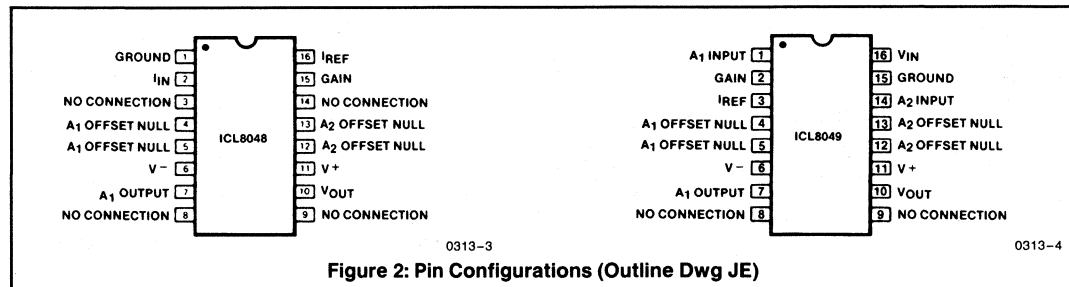 GROUND 1 16 IREF
IIN 2 15 GAIN
NO CONNECTION 3 14 NO CONNECTION
A1 OFFSET NULL 4 13 A2 OFFSET NULL
ICL8048
A1 OFFSET NULL 5 12 A2 OFFSET NULL
V- 6 11 V+
A1 OUTPUT 7 10 VOUT
NO CONNECTION 8 9 NO CONNECTION
0313-3
A1 INPUT 1 16 VIN
GAIN 2 15 GROUND
IREF 3 14 A2 INPUT
A1 OFFSET NULL 4 13 A2 OFFSET NULL
ICL8049
A1 OFFSET NULL 5 12 A2 OFFSET NULL
V- 6 11 V+
A1 OUTPUT 7 10 VOUT
NO CONNECTION 8 9 NO CONNECTION
0313-4
Figure 2: Pin Configurations (Outline Dwg JE)